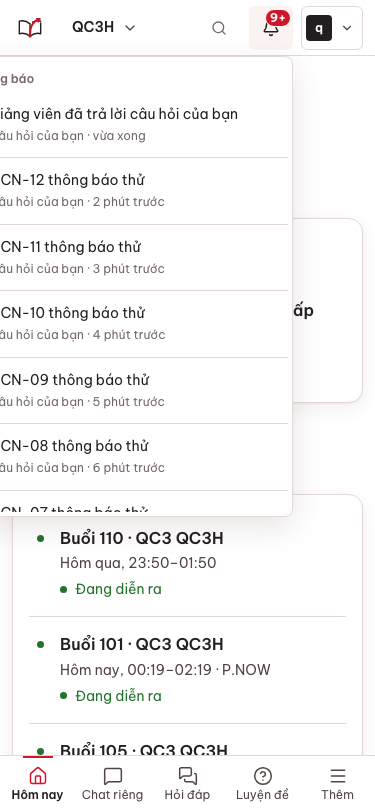 QC3H
9+
q
g báo
iảng viên đã trả lời câu hỏi của bạn
âu hỏi của bạn · vừa xong
CN-12 thông báo thử
âu hỏi của bạn · 2 phút trước
CN-11 thông báo thử
âu hỏi của bạn · 3 phút trước
CN-10 thông báo thử
âu hỏi của bạn · 4 phút trước
ấp
CN-09 thông báo thử
âu hỏi của bạn · 5 phút trước
CN-08 thông báo thử
âu hỏi của bạn · 6 phút trước
CN-07 thông báo thử
Buổi 110 · QC3 QC3H
Hôm qua, 23:50–01:50
Đang diễn ra
Buổi 101 · QC3 QC3H
Hôm nay, 00:19–02:19 · P.NOW
Đang diễn ra
Buổi 105 · QC3 QC3H
Hôm nay
Chat riêng
Hỏi đáp
Luyện đề
Thêm